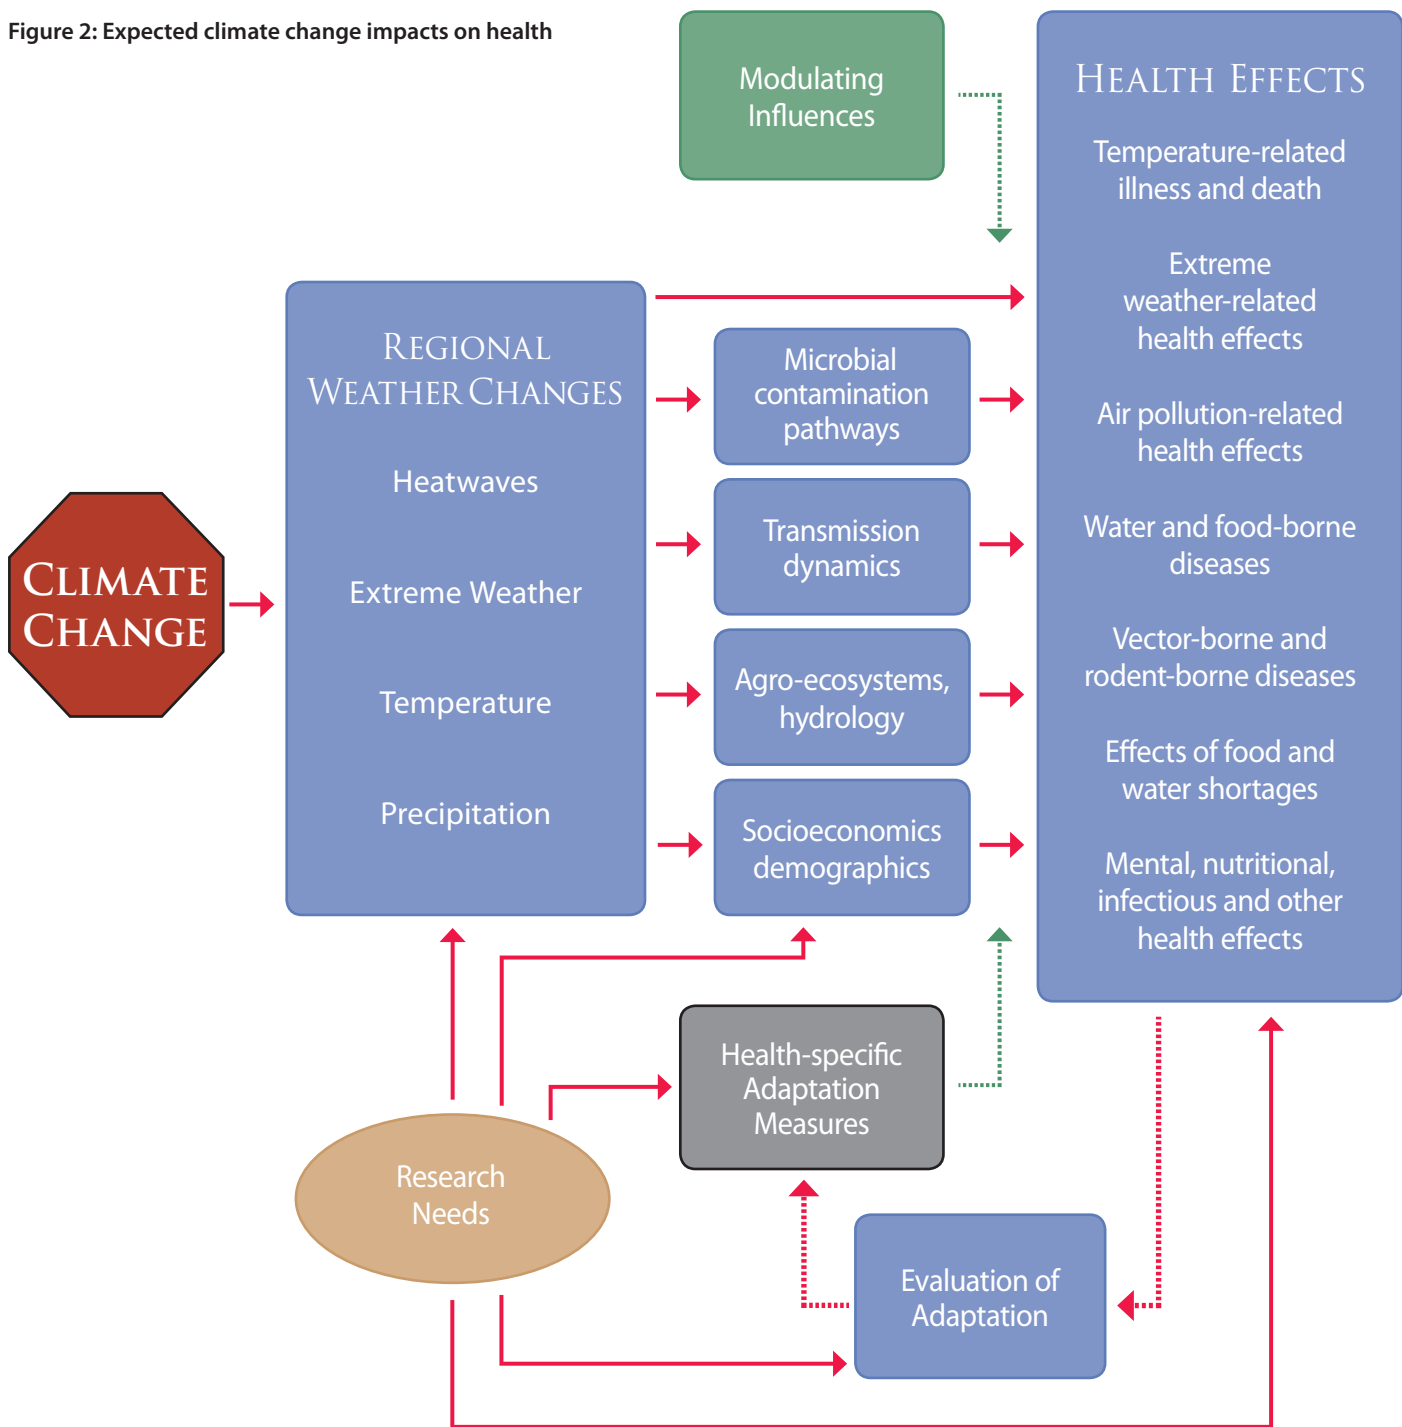 Figure 2: Expected climate change impacts on health
Modulating
Influences
HEALTH EFFECTS
Temperature-related
illness and death
Extreme
weather-related
health effects
Air pollution-related
health effects
Water and food-borne
diseases
Vector-borne and
rodent-borne diseases
Effects of food and
water shortages
Mental, nutritional,
infectious and other
health effects
REGIONAL
WEATHER CHANGES
Heatwaves
Extreme Weather
Temperature
Precipitation
Microbial
contamination
pathways
Transmission
dynamics
Agro-ecosystems,
hydrology
Socioeconomics
demographics
CLIMATE
CHANGE
Health-specific
Adaptation
Measures
Research
Needs
Evaluation of
Adaptation